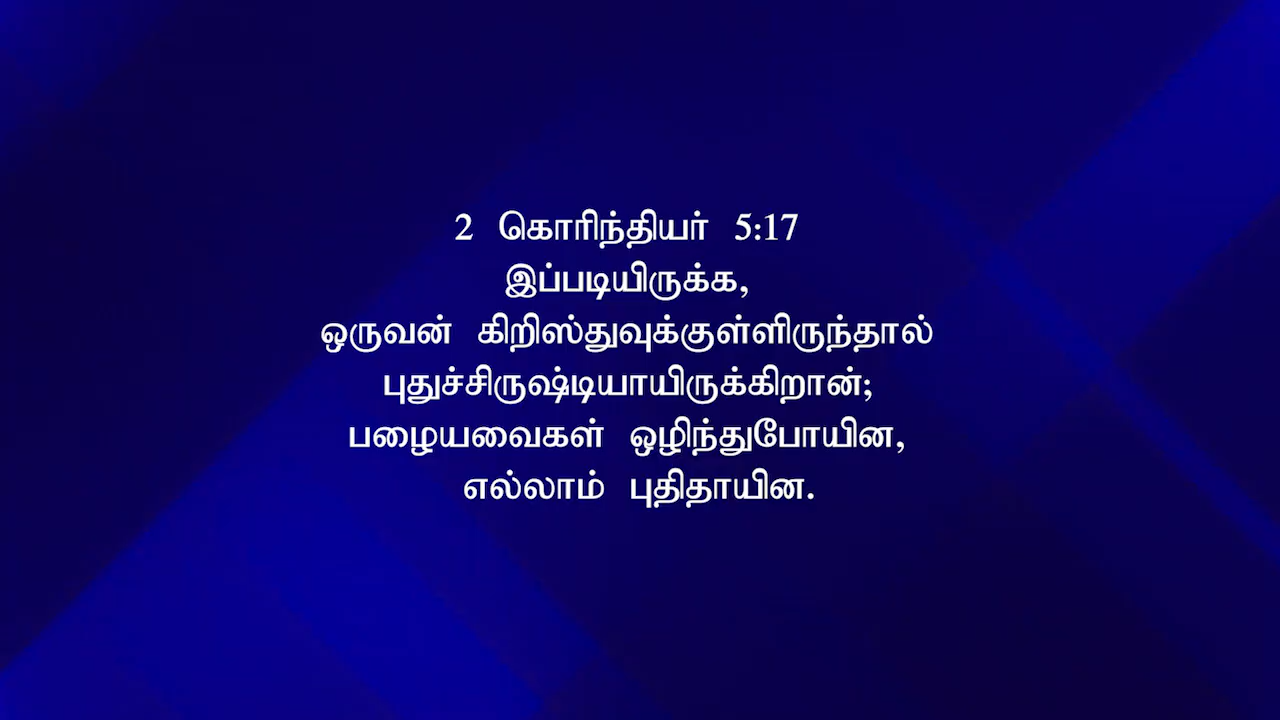 2 கொரிந்தியர் 5:17
இப்படியிருக்க,
ஒருவன் கிறிஸ்துவுக்குள்ளிருந்தால்
புதுச்சிருஷ்டியாயிருக்கிறான்;
பழையவைகள் ஒழிந்துபோயின,
எல்லாம் புதிதாயின.